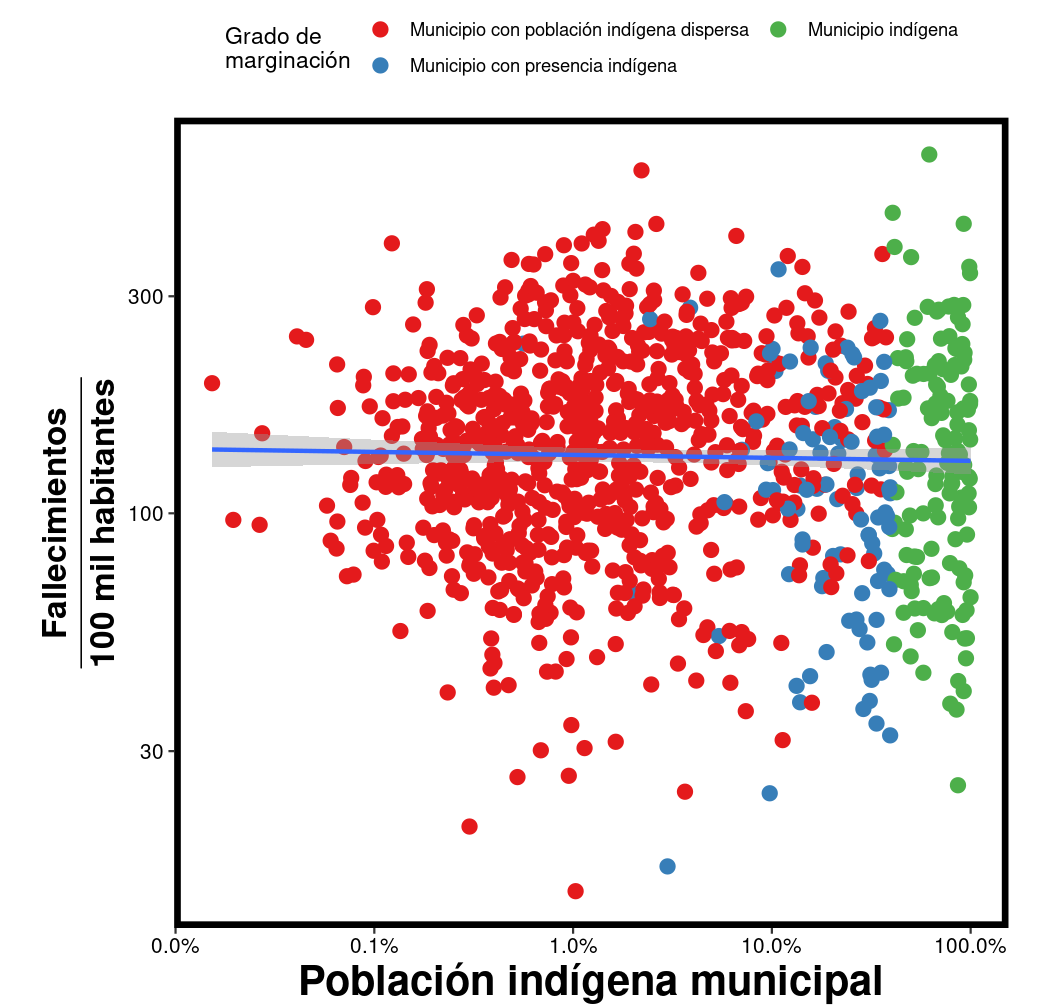 Grado de
marginación
Municipio con población indígena dispersa
Municipio indígena
Municipio con presencia indígena
Fallecimientos
100 mil habitantes
300
100
30
0.0%
0.1%
1.0%
10.0%
100.0%
Población indígena municipal